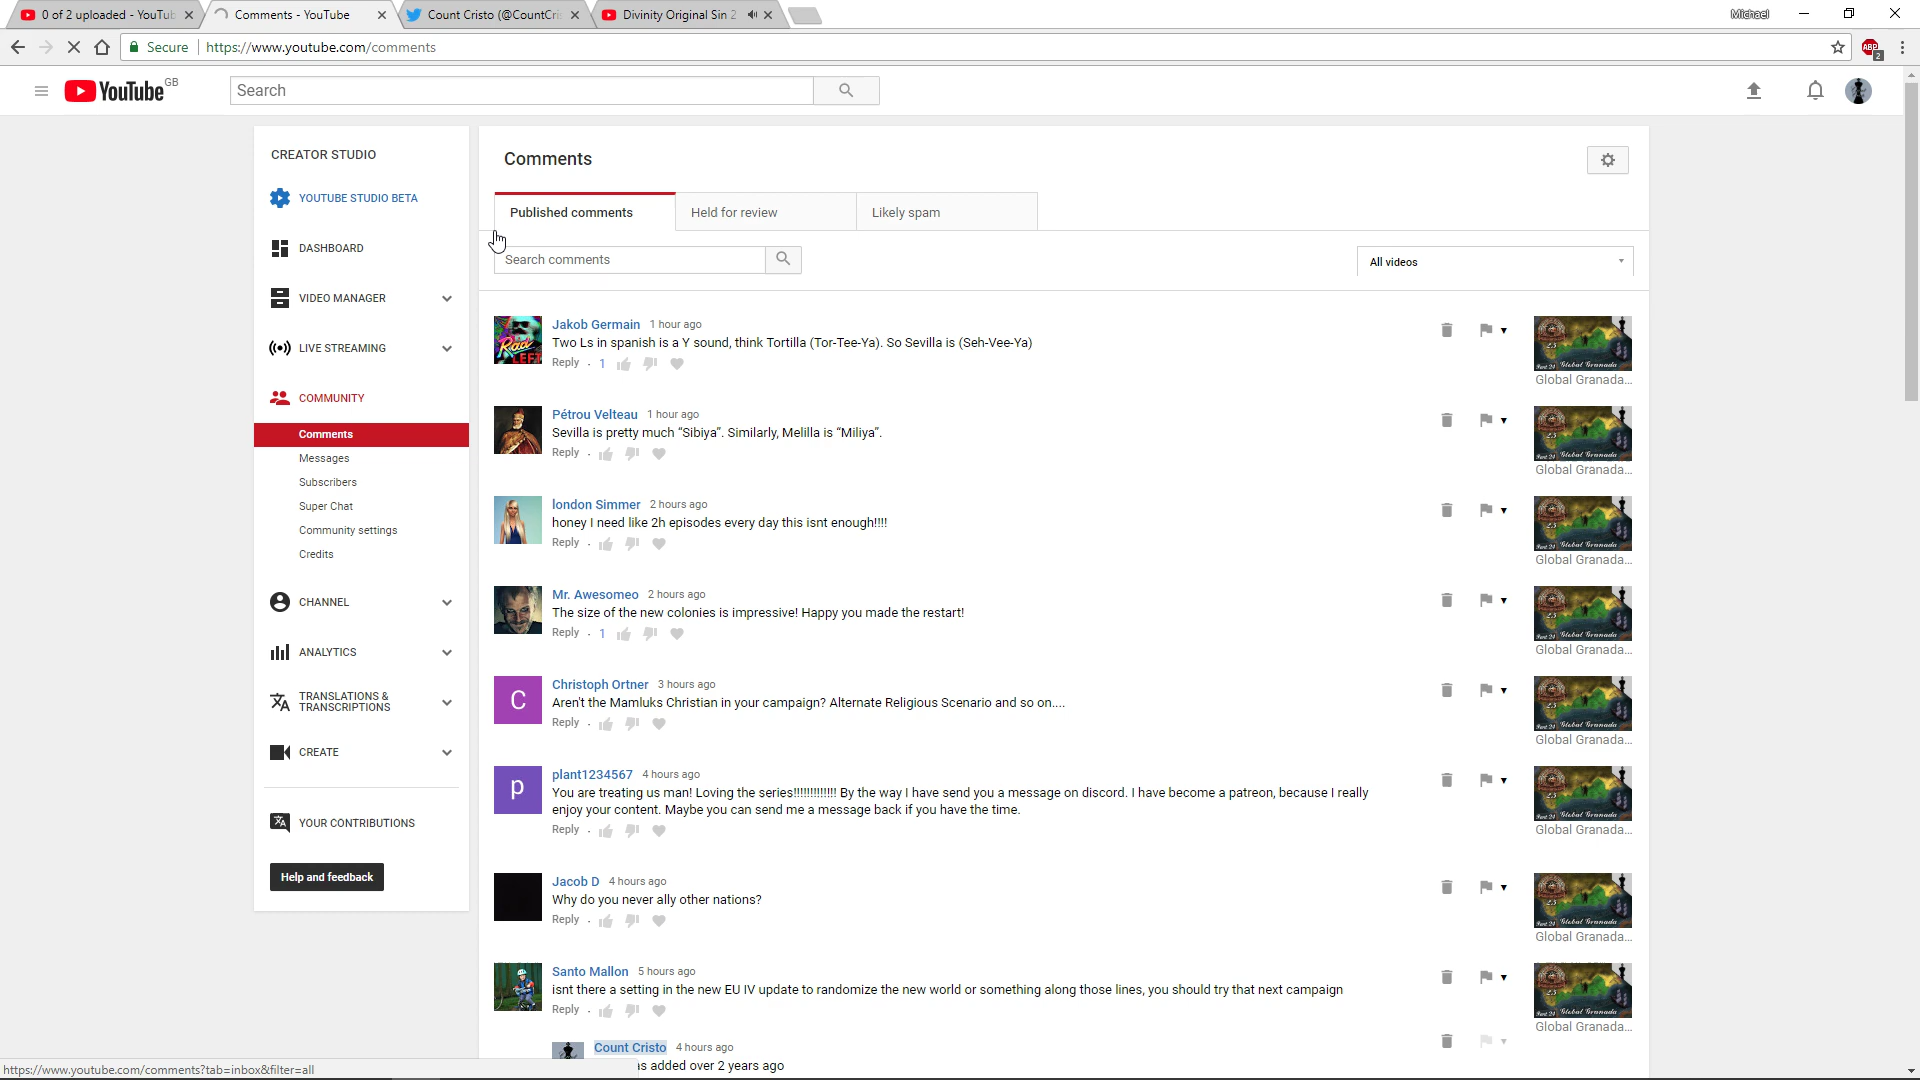 0 of 2 uploaded - YouTub
Comments - YouTube
Count Cristo (@CountCri
Divinity Original Sin 2
Michael
Secure
https://www.youtube.com/comments
ABP
2
YouTube GB
Search
CREATOR STUDIO
YOUTUBE STUDIO BETA
DASHBOARD
VIDEO MANAGER
LIVE STREAMING
COMMUNITY
Comments
Messages
Subscribers
Super Chat
Community settings
Credits
CHANNEL
ANALYTICS
TRANSLATIONS &
TRANSCRIPTIONS
CREATE
YOUR CONTRIBUTIONS
Help and feedback
Comments
Published comments
Held for review
Likely spam
Search comments
All videos
Jakob Germain 1 hour ago
Two Ls in spanish is a Y sound, think Tortilla (Tor-Tee-Ya). So Sevilla is (Seh-Vee-Ya)
Reply · 1
Global Granada...
Pétrou Velteau 1 hour ago
Sevilla is pretty much "Sibiya". Similarly, Melilla is "Miliya".
Reply ·
Global Granada...
london Simmer 2 hours ago
honey I need like 2h episodes every day this isnt enough!!!!
Reply ·
Global Granada...
Mr. Awesomeo 2 hours ago
The size of the new colonies is impressive! Happy you made the restart!
Reply · 1
Global Granada...
C
Christoph Ortner 3 hours ago
Aren't the Mamluks Christian in your campaign? Alternate Religious Scenario and so on....
Reply ·
Global Granada...
p
plant1234567 4 hours ago
You are treating us man! Loving the series!!!!!!!!!!!!! By the way I have send you a message on discord. I have become a patreon, because I really
enjoy your content. Maybe you can send me a message back if you have the time.
Reply ·
Global Granada...
Jacob D 4 hours ago
Why do you never ally other nations?
Reply ·
Global Granada...
Santo Mallon 5 hours ago
isnt there a setting in the new EU IV update to randomize the new world or something along those lines, you should try that next campaign
Reply ·
Global Granada...
Count Cristo 4 hours ago
as added over 2 years ago
https://www.youtube.com/comments?tab=inbox&filter=all